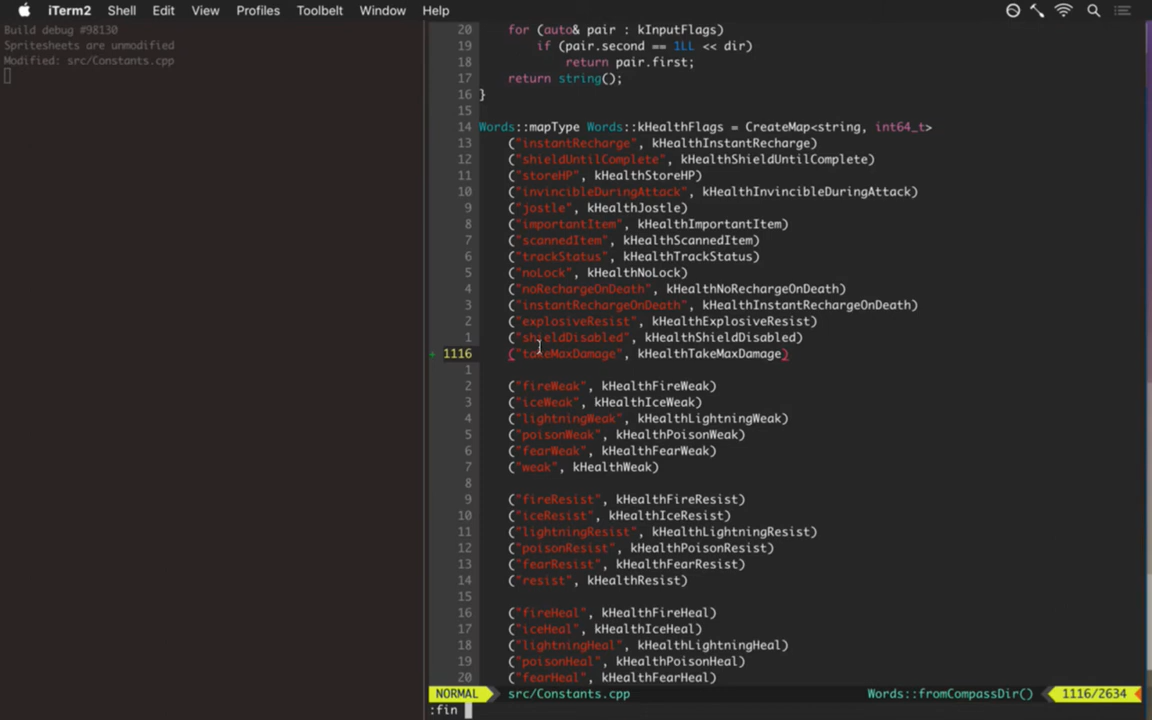 iTerm2 Shell Edit View Profiles Toolbelt Window Help
Build debug #98130
Spritesheets are unmodified
Modified: src/Constants.cpp
20 for (auto& pair : kInputFlags)
19 if (pair.second == 1LL << dir)
18 return pair.first;
17 return string();
16 }
15
14 Words::mapType Words::kHealthFlags = CreateMap<string, int64_t>
13 ("instantRecharge", kHealthInstantRecharge)
12 ("shieldUntilComplete", kHealthShieldUntilComplete)
11 ("storeHP", kHealthStoreHP)
10 ("invincibleDuringAttack", kHealthInvincibleDuringAttack)
9 ("jostle", kHealthJostle)
8 ("importantItem", kHealthImportantItem)
7 ("scannedItem", kHealthScannedItem)
6 ("trackStatus", kHealthTrackStatus)
5 ("noLock", kHealthNoLock)
4 ("noRechargeOnDeath", kHealthNoRechargeOnDeath)
3 ("instantRechargeOnDeath", kHealthInstantRechargeOnDeath)
2 ("explosiveResist", kHealthExplosiveResist)
1 ("shieldDisabled", kHealthShieldDisabled)
+ 1116 ("takeMaxDamage", kHealthTakeMaxDamage)
1
2 ("fireWeak", kHealthFireWeak)
3 ("iceWeak", kHealthIceWeak)
4 ("lightningWeak", kHealthLightningWeak)
5 ("poisonWeak", kHealthPoisonWeak)
6 ("fearWeak", kHealthFearWeak)
7 ("weak", kHealthWeak)
8
9 ("fireResist", kHealthFireResist)
10 ("iceResist", kHealthIceResist)
11 ("lightningResist", kHealthLightningResist)
12 ("poisonResist", kHealthPoisonResist)
13 ("fearResist", kHealthFearResist)
14 ("resist", kHealthResist)
15
16 ("fireHeal", kHealthFireHeal)
17 ("iceHeal", kHealthIceHeal)
18 ("lightningHeal", kHealthLightningHeal)
19 ("poisonHeal", kHealthPoisonHeal)
20 ("fearHeal", kHealthFearHeal)
NORMAL src/Constants.cpp Words::fromCompassDir() 1116/2634
:fin